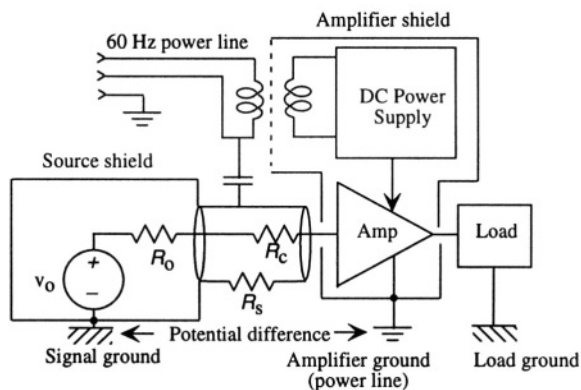 Amplifier shield
60 Hz power line
DC Power
Supply
Source shield
Amp
Load
+
R_o
R_c
v_o
−
R_s
Potential difference
Signal ground
Amplifier ground
(power line)
Load ground